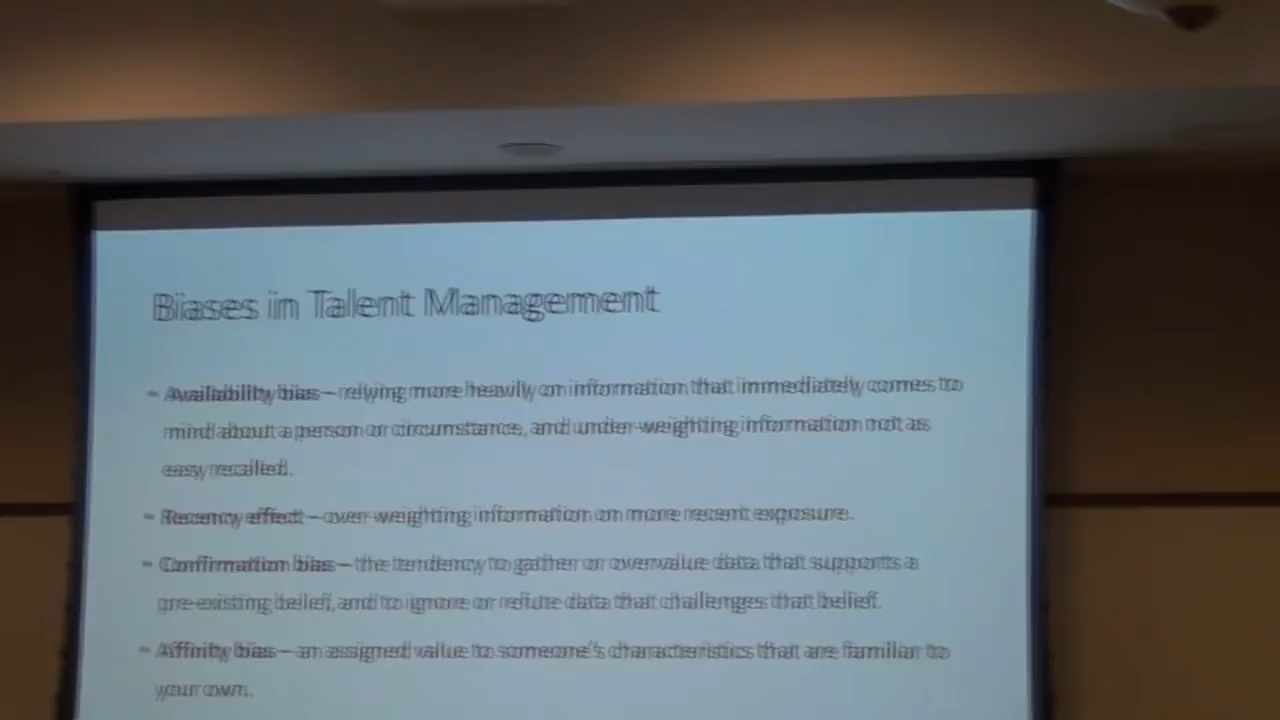 Biases in Talent Management
- Availability bias – relying more heavily on information that immediately comes to
mind about a person or circumstance, and under-weighting information not as
easy recalled.
- Recency effect – over-weighting information on more recent exposure.
- Confirmation bias – the tendency to gather or overvalue data that supports a
pre-existing belief, and to ignore or refute data that challenges that belief.
- Affinity bias – an assigned value to someone's characteristics that are familiar to
your own.